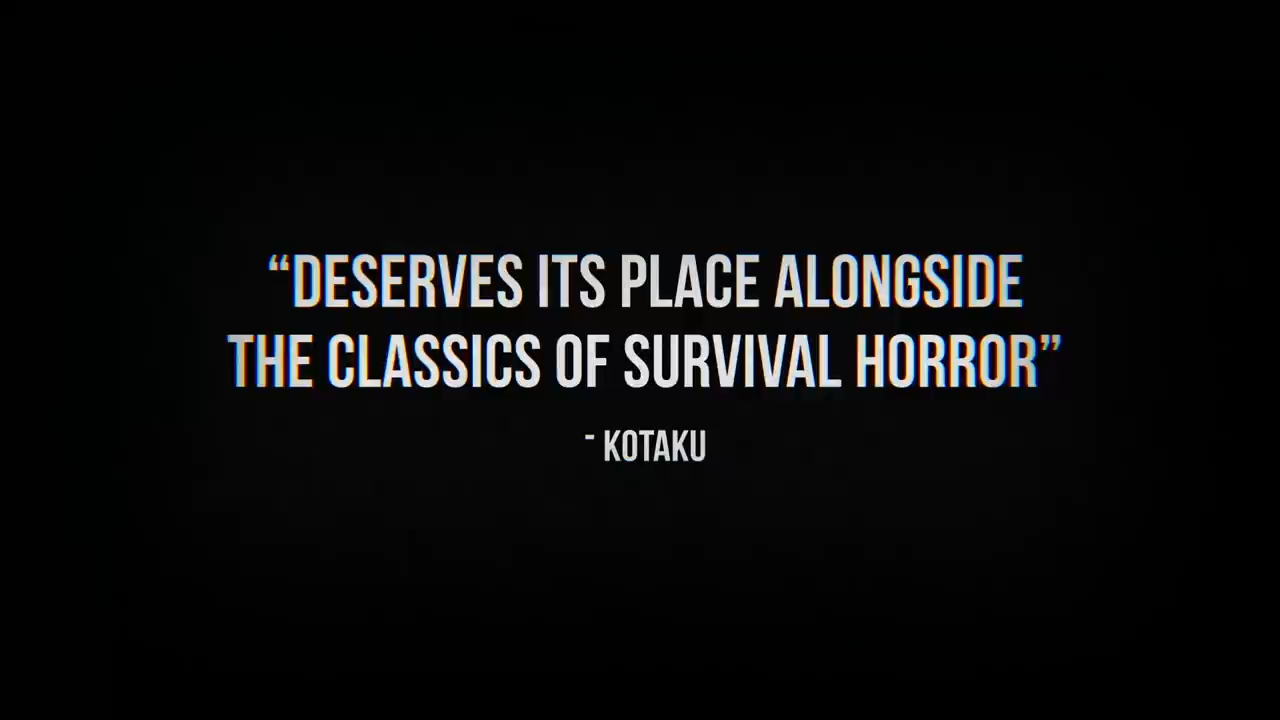 “DESERVES ITS PLACE ALONGSIDE
THE CLASSICS OF SURVIVAL HORROR”
- KOTAKU